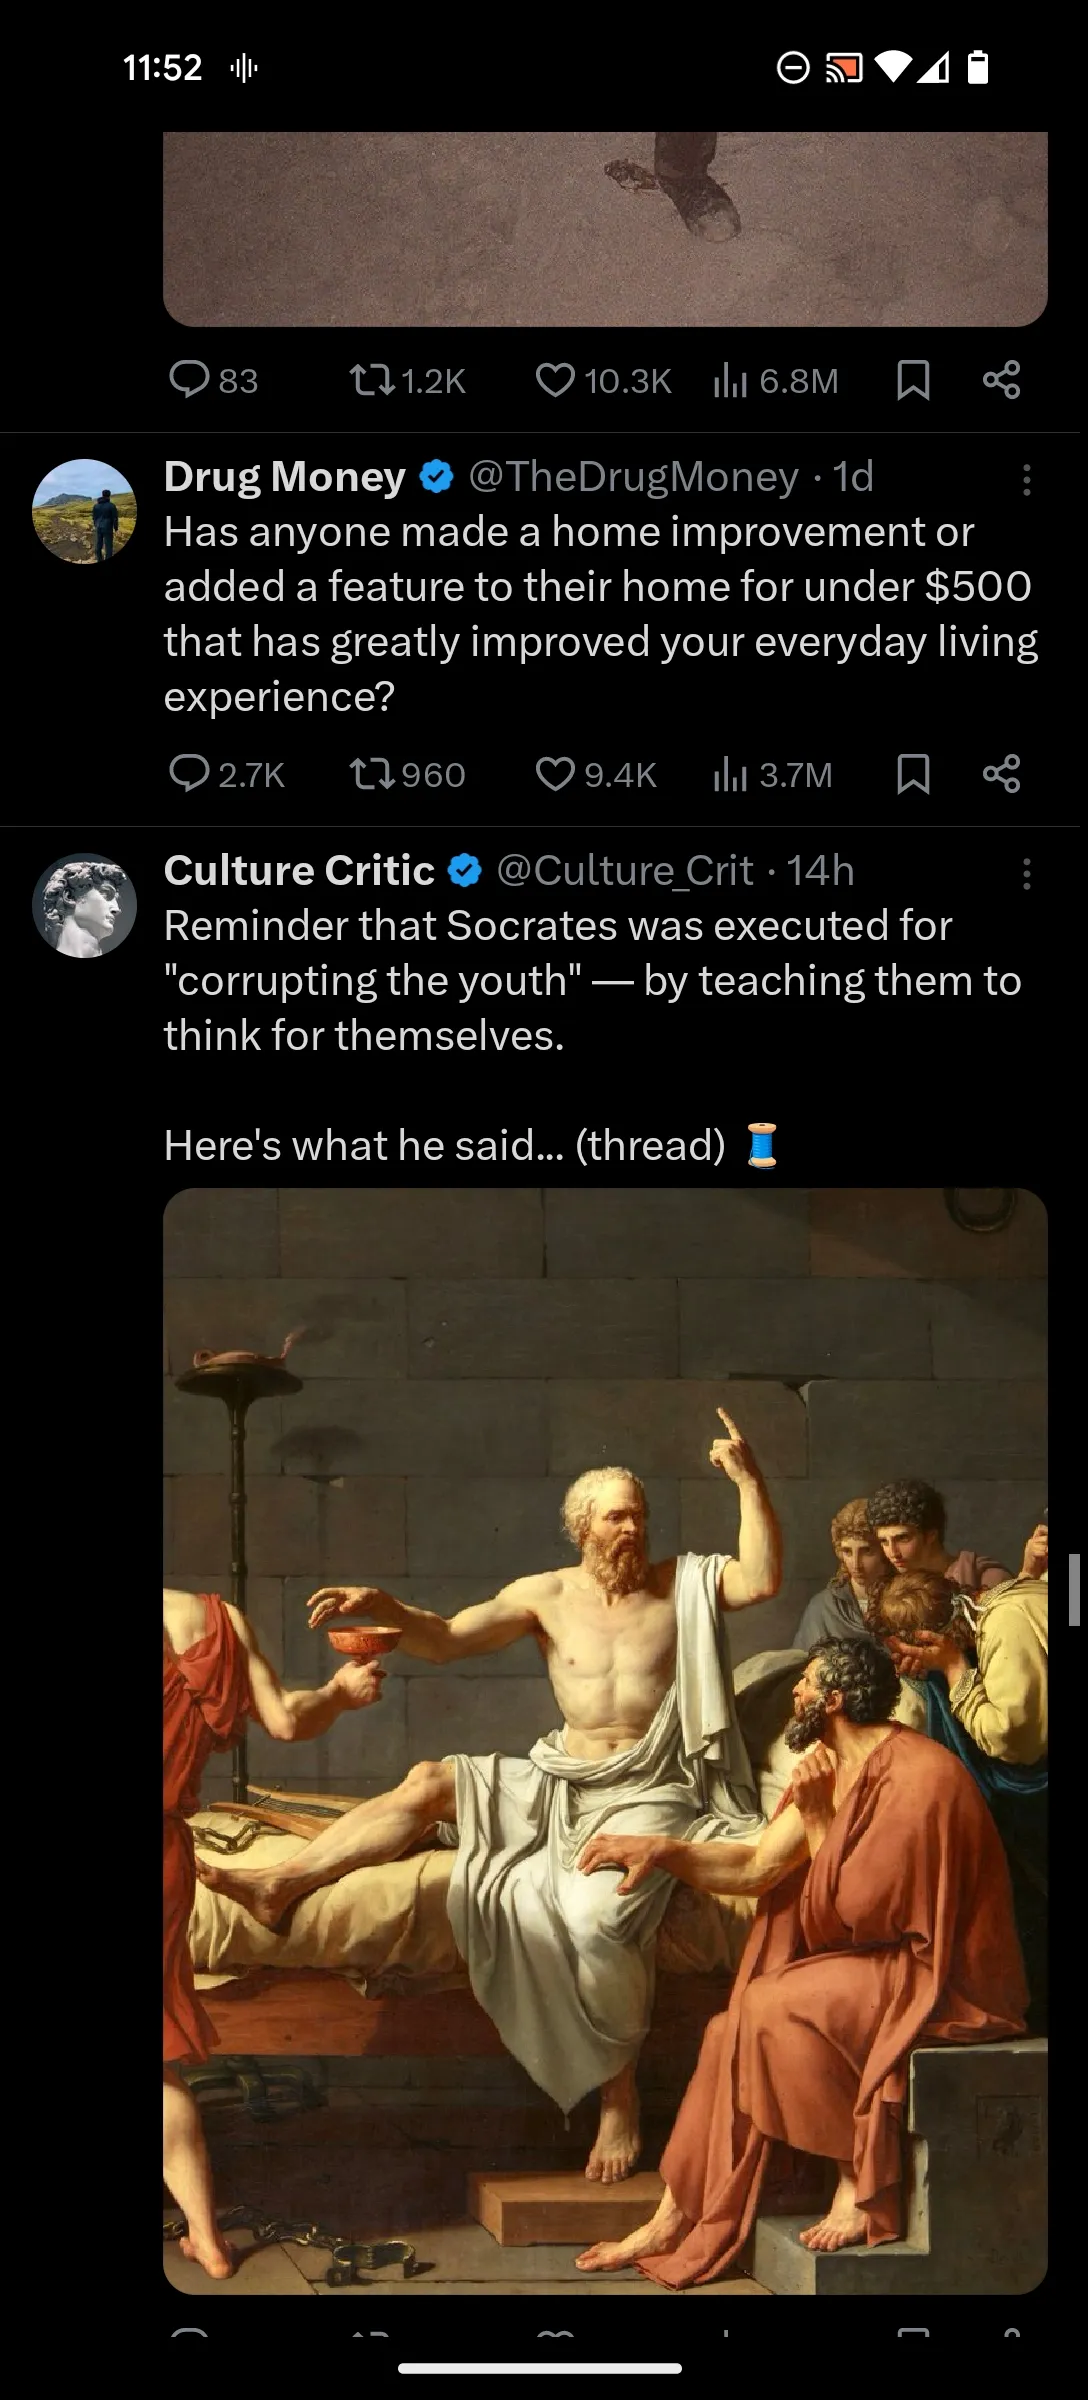 11:52
83 1.2K 10.3K 6.8M
Drug Money @TheDrugMoney · 1d
Has anyone made a home improvement or
added a feature to their home for under $500
that has greatly improved your everyday living
experience?
2.7K 960 9.4K 3.7M
Culture Critic @Culture_Crit · 14h
Reminder that Socrates was executed for
"corrupting the youth" — by teaching them to
think for themselves.
Here's what he said... (thread) 🧵